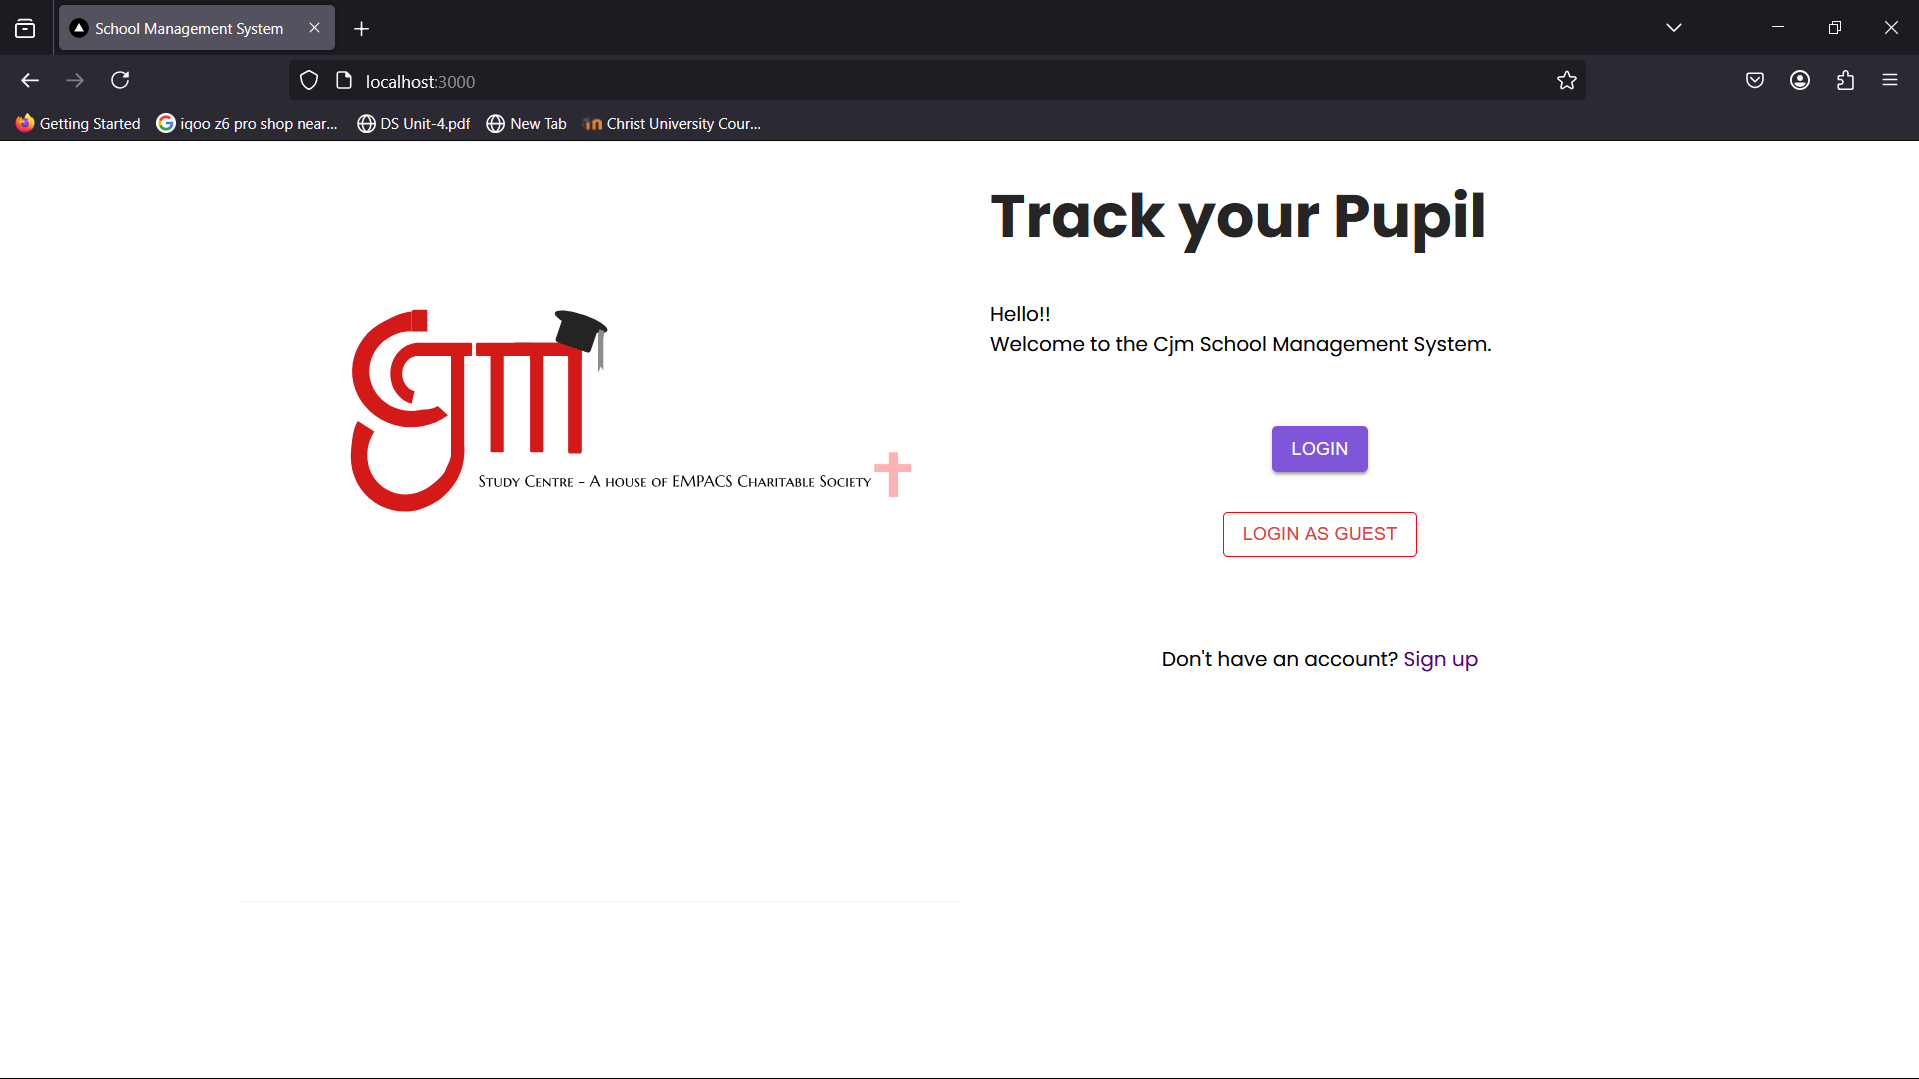 School Management System
localhost:3000
Getting Started
iqoo z6 pro shop near...
DS Unit-4.pdf
New Tab
Christ University Cour...
Track your Pupil
Hello!!
Welcome to the Cjm School Management System.
cjm
Study Centre - A house of EMPACS Charitable Society
LOGIN
LOGIN AS GUEST
Don't have an account? Sign up